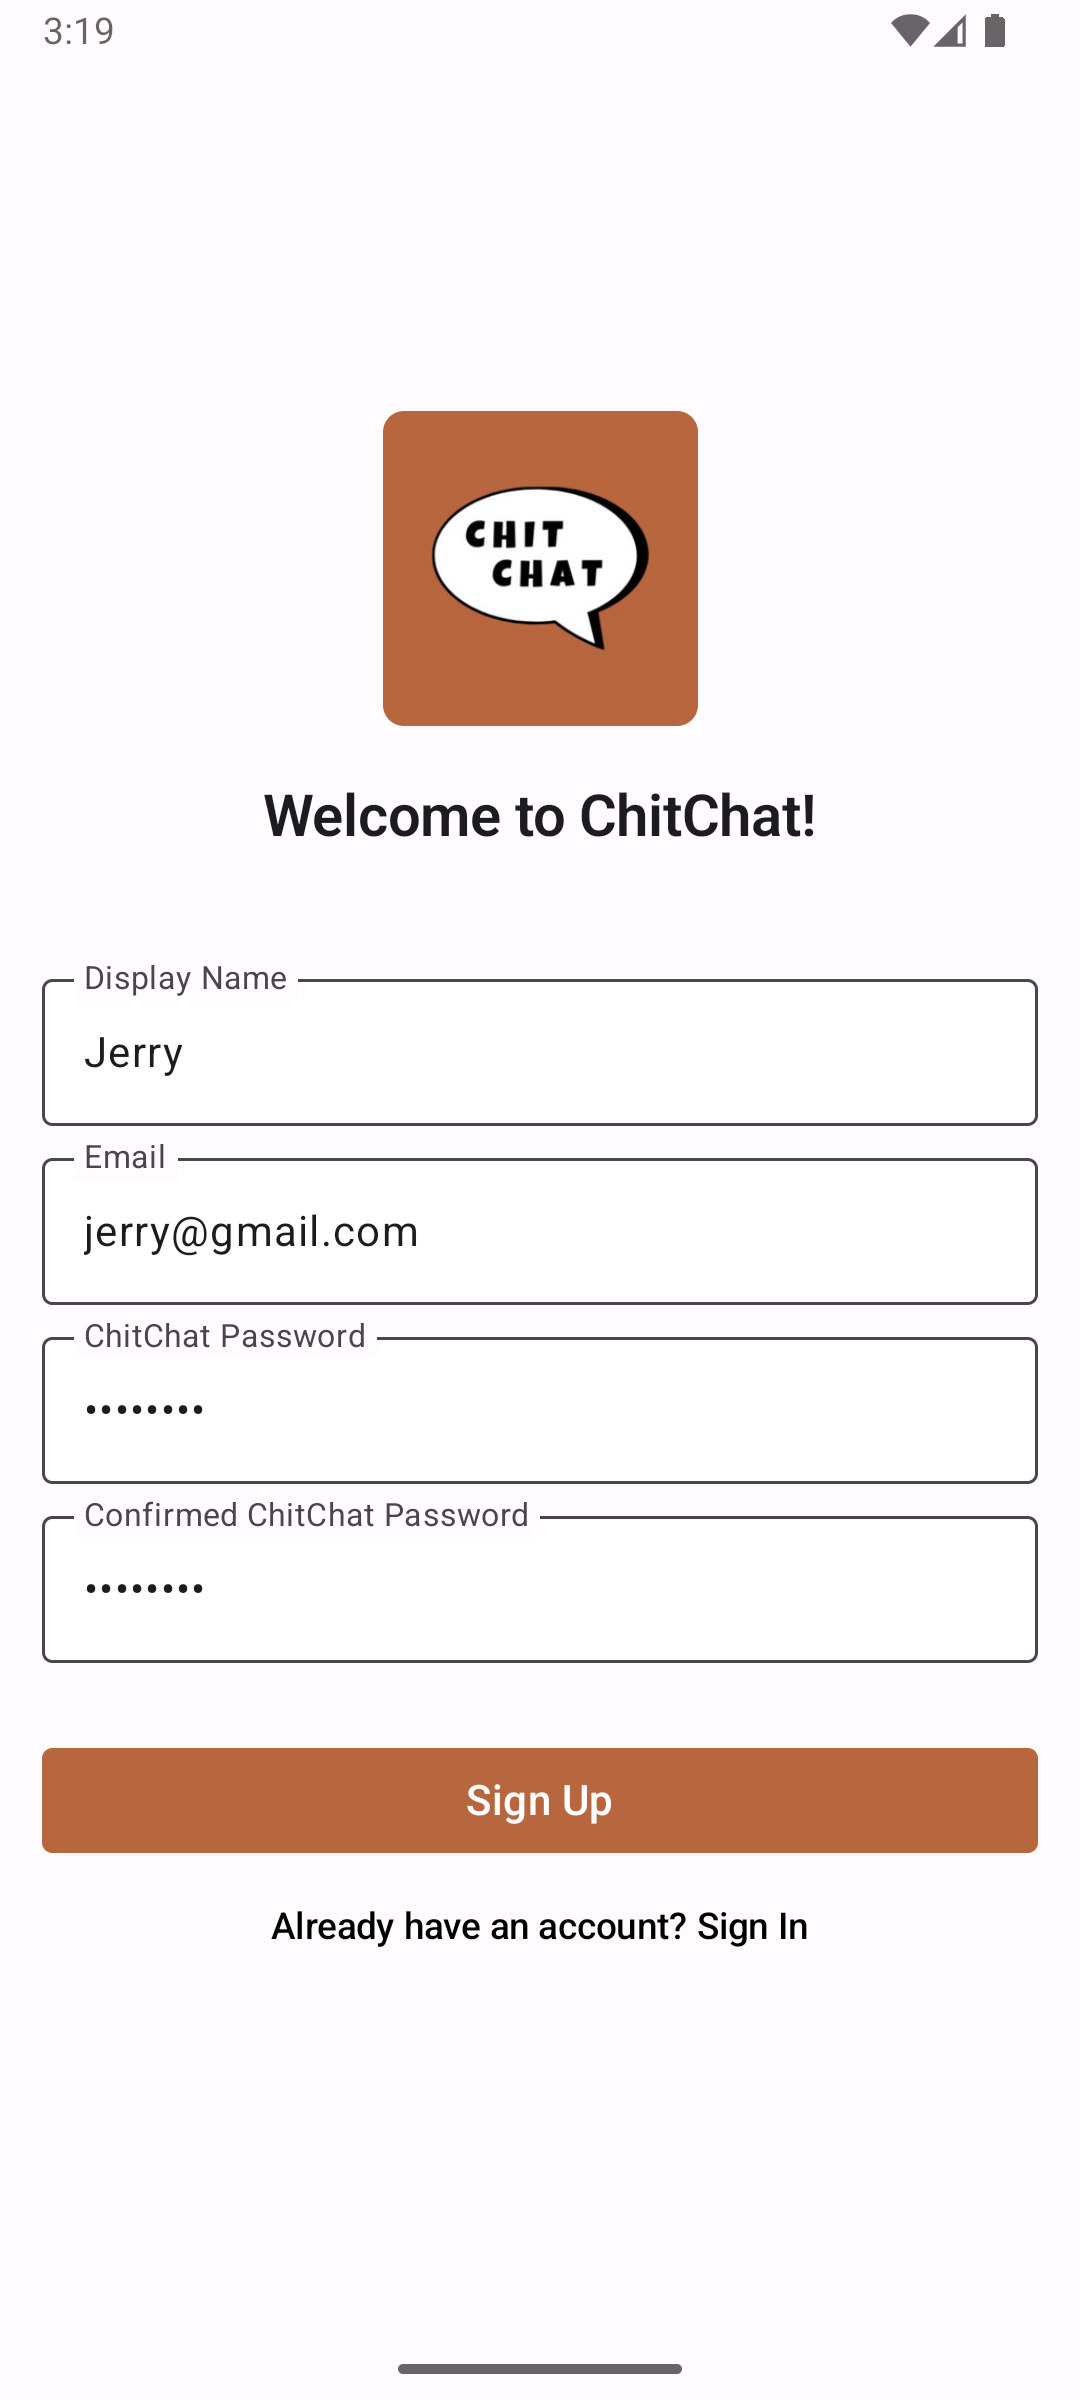 3:19
CHIT
CHAT
Welcome to ChitChat!
Display Name
Jerry
Email
jerry@gmail.com
ChitChat Password
••••••••
Confirmed ChitChat Password
••••••••
Sign Up
Already have an account? Sign In